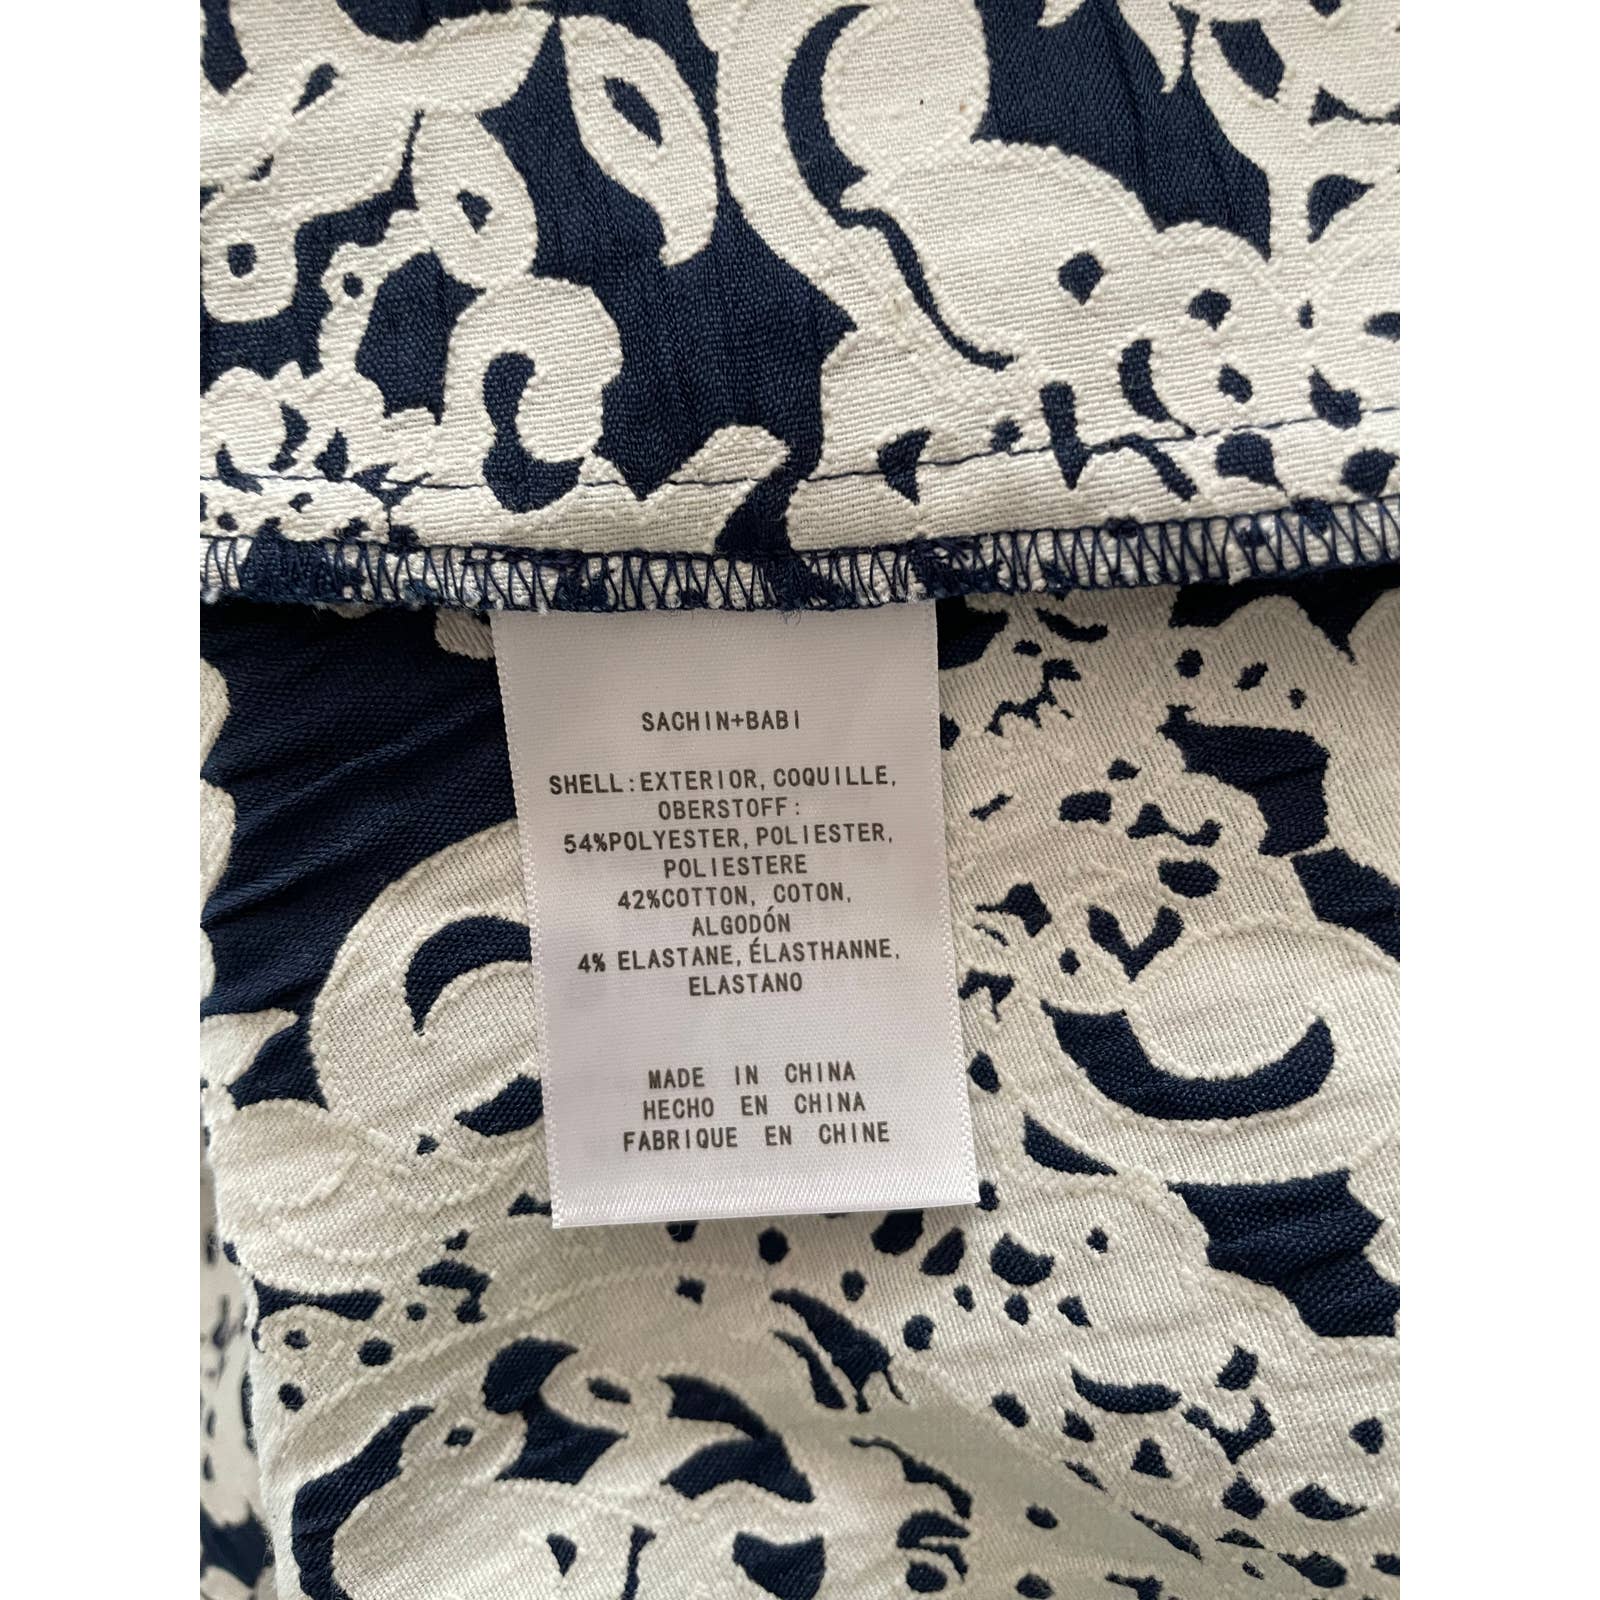 SACHIN+BABI
SHELL:EXTERIOR, COQUILLE,
OBERSTOFF:
54%POLYESTER, POLIESTER,
POLIESTERE
42%COTTON, COTON,
ALGODÓN
4% ELASTANE, ÉLASTHANNE,
ELASTANO
MADE IN CHINA
HECHO EN CHINA
FABRIQUE EN CHINE